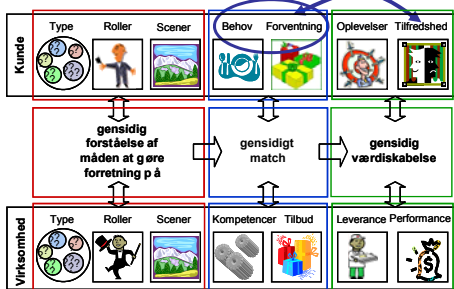 Kunde
Type
Roller
Scener
Behov
Forventning
Oplevelser
Tilfredshed
??
??
??
??
??
gensidig
forståelse af
måden at gøre
forretning p å
gensidigt
match
gensidig
værdiskabelse
Virksomhed
Type
Roller
Scener
Kompetencer
Tilbud
Leverance
Performance
??
??
??
??
??
$